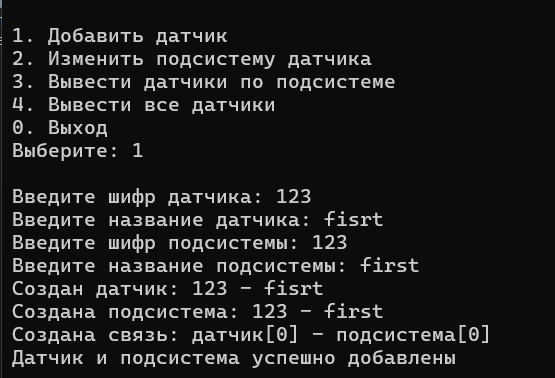 1. Добавить датчик
2. Изменить подсистему датчика
3. Вывести датчики по подсистеме
4. Вывести все датчики
0. Выход
Выберите: 1
Введите шифр датчика: 123
Введите название датчика: fisrt
Введите шифр подсистемы: 123
Введите название подсистемы: first
Создан датчик: 123 - fisrt
Создана подсистема: 123 - first
Создана связь: датчик[0] - подсистема[0]
Датчик и подсистема успешно добавлены